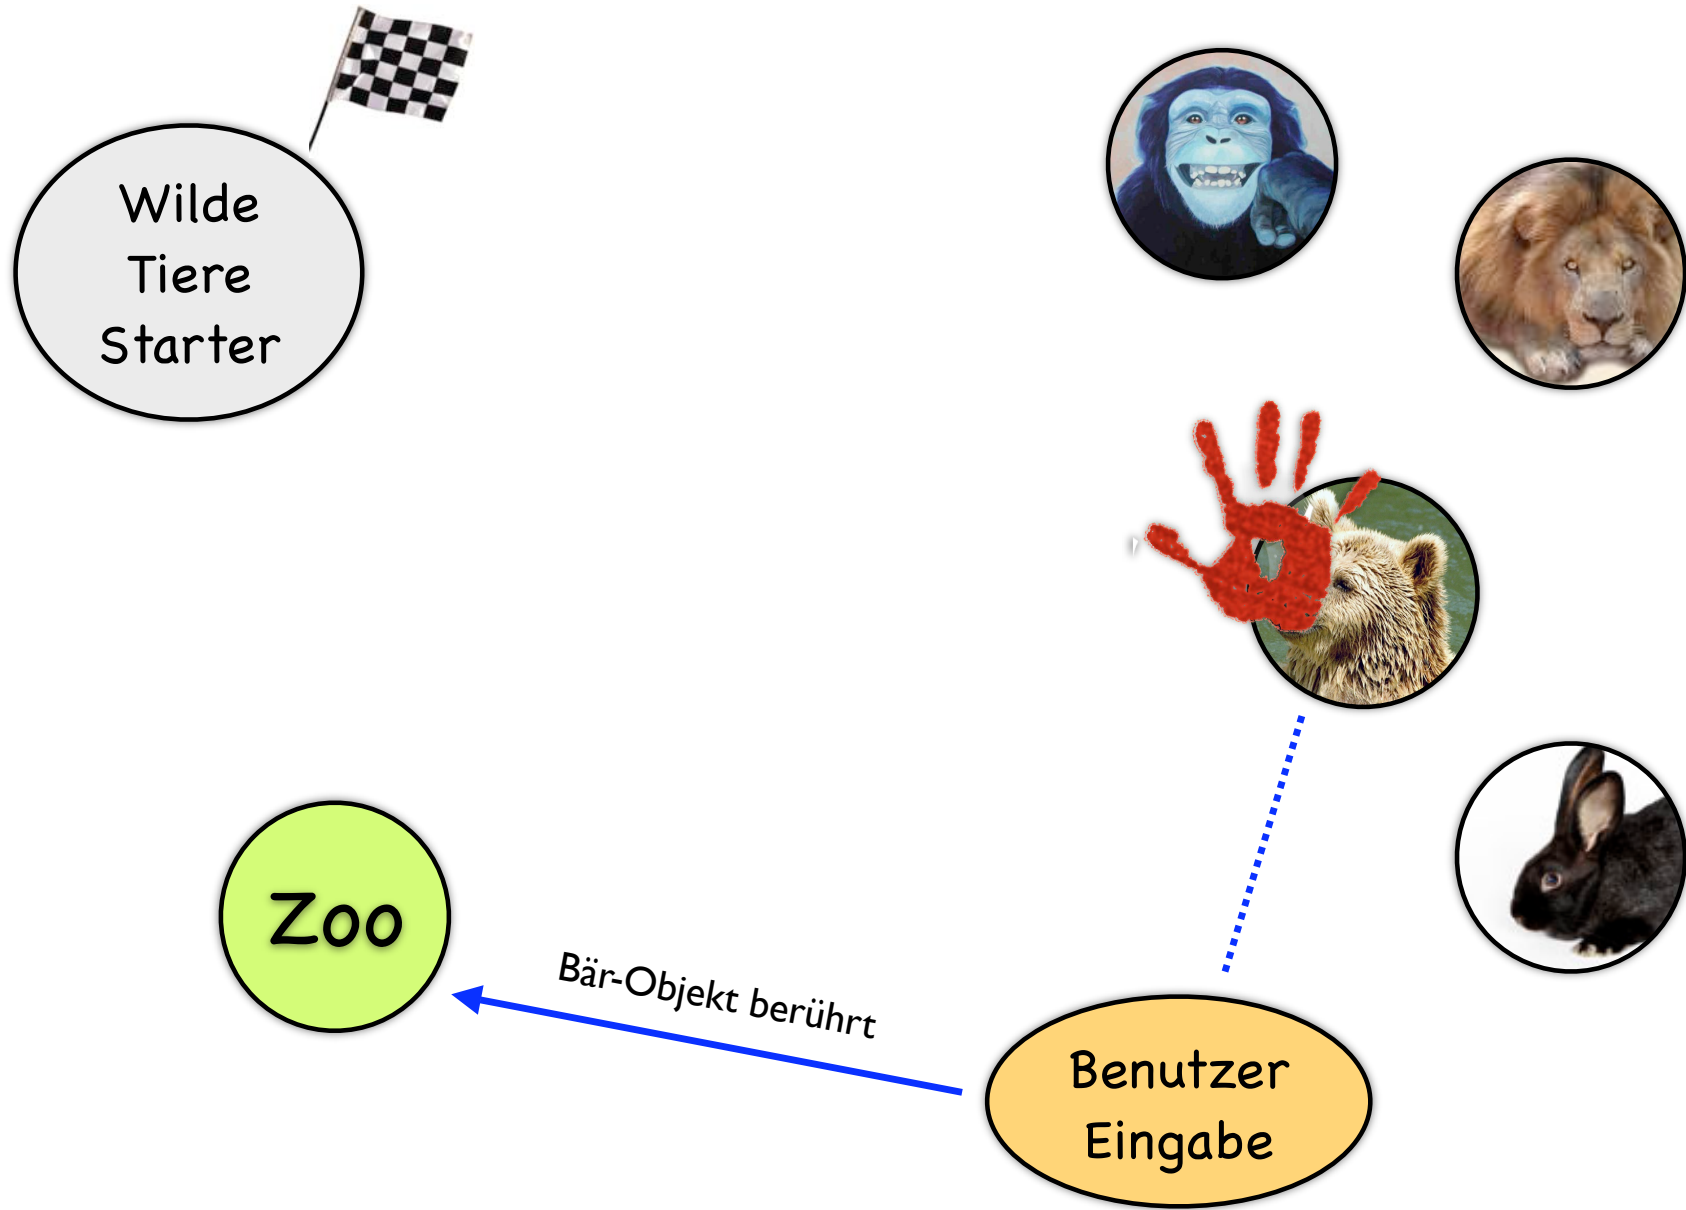 Wilde
Tiere
Starter
Zoo
Bär-Objekt berührt
Benutzer
Eingabe